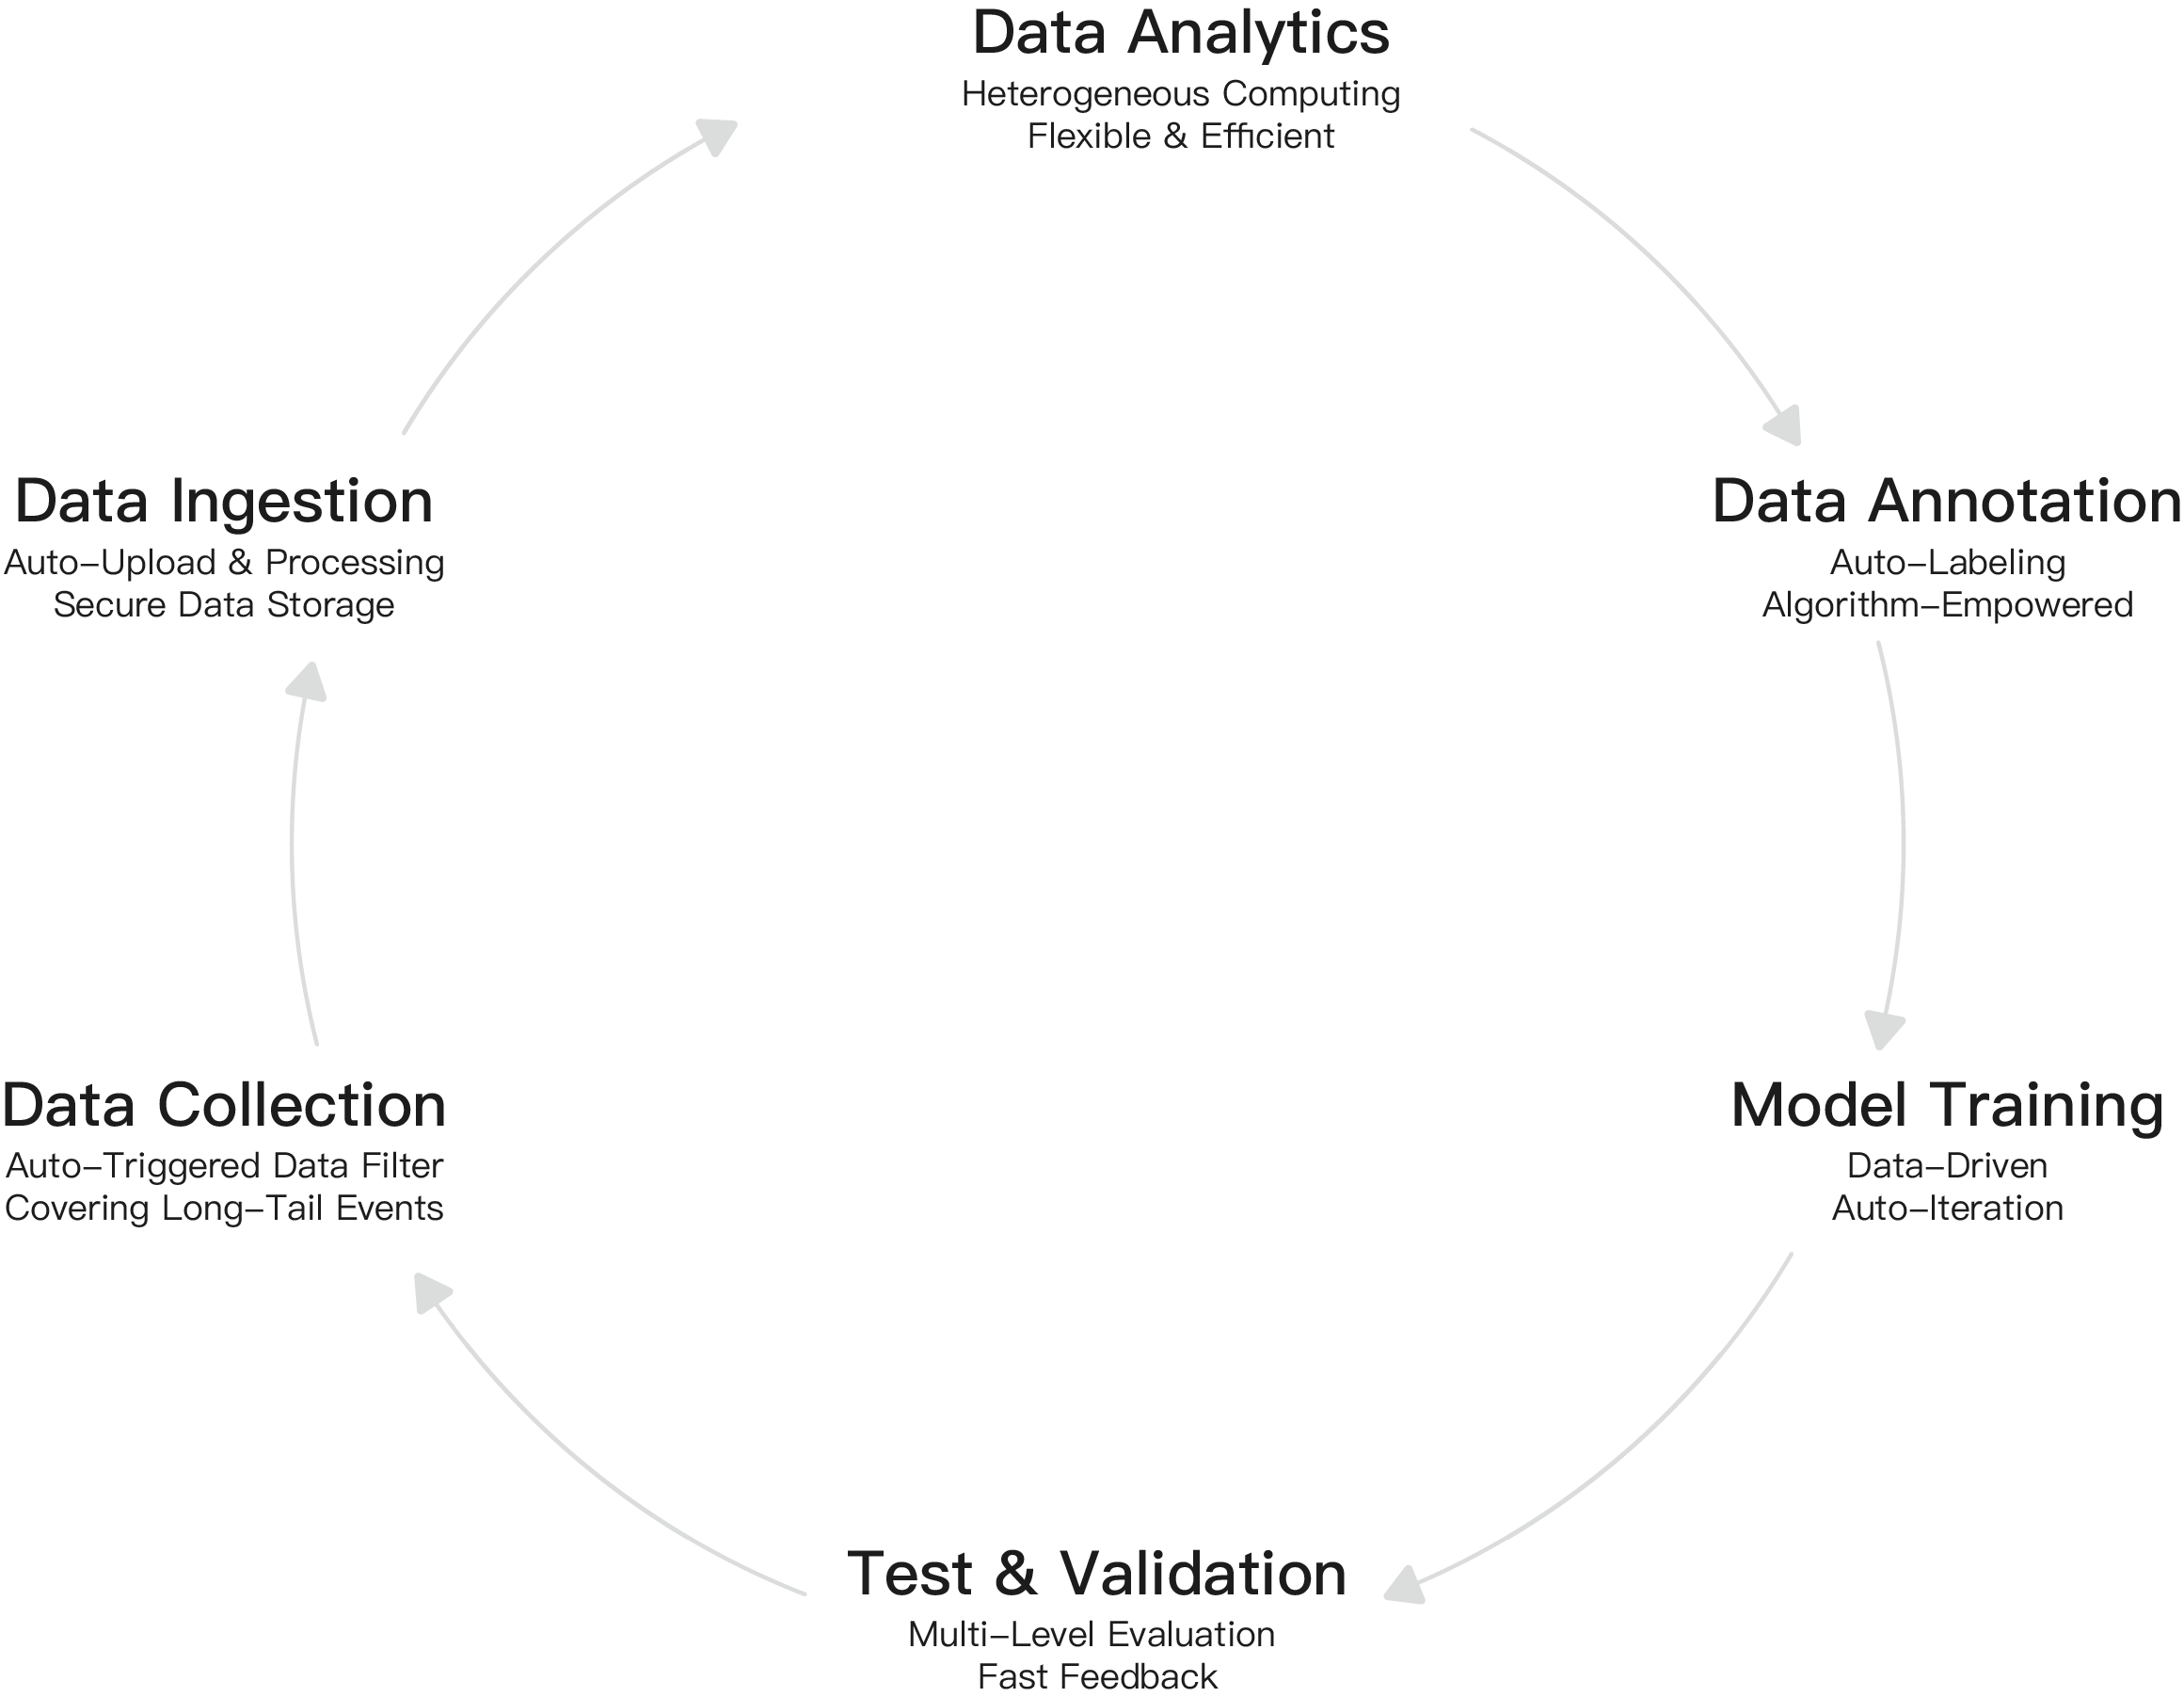 Data Analytics
Heterogeneous Computing
Flexible & Efficient
Data Ingestion
Auto–Upload & Processing
Secure Data Storage
Data Annotation
Auto–Labeling
Algorithm–Empowered
Data Collection
Auto–Triggered Data Filter
Covering Long–Tail Events
Model Training
Data–Driven
Auto–Iteration
Test & Validation
Multi–Level Evaluation
Fast Feedback